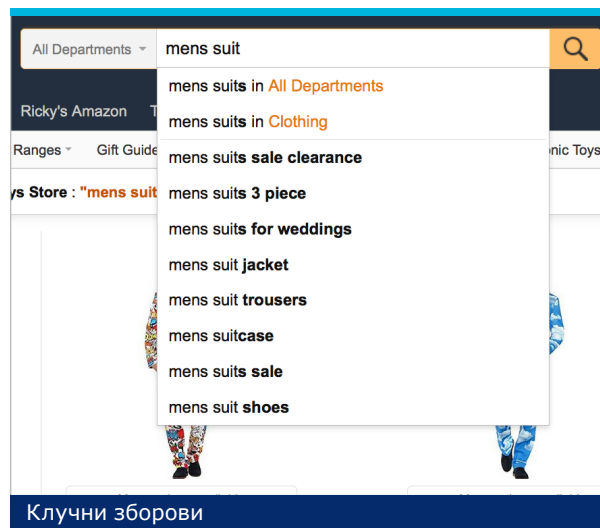 All Departments mens suit
mens suits in All Departments
mens suits in Clothing
Ricky's Amazon
Ranges Gift Guide nic Toys
mens suits sale clearance
ys Store : "mens suit
mens suits 3 piece
mens suits for weddings
mens suit jacket
mens suit trousers
mens suitcase
mens suits sale
mens suit shoes
Клучни зборови